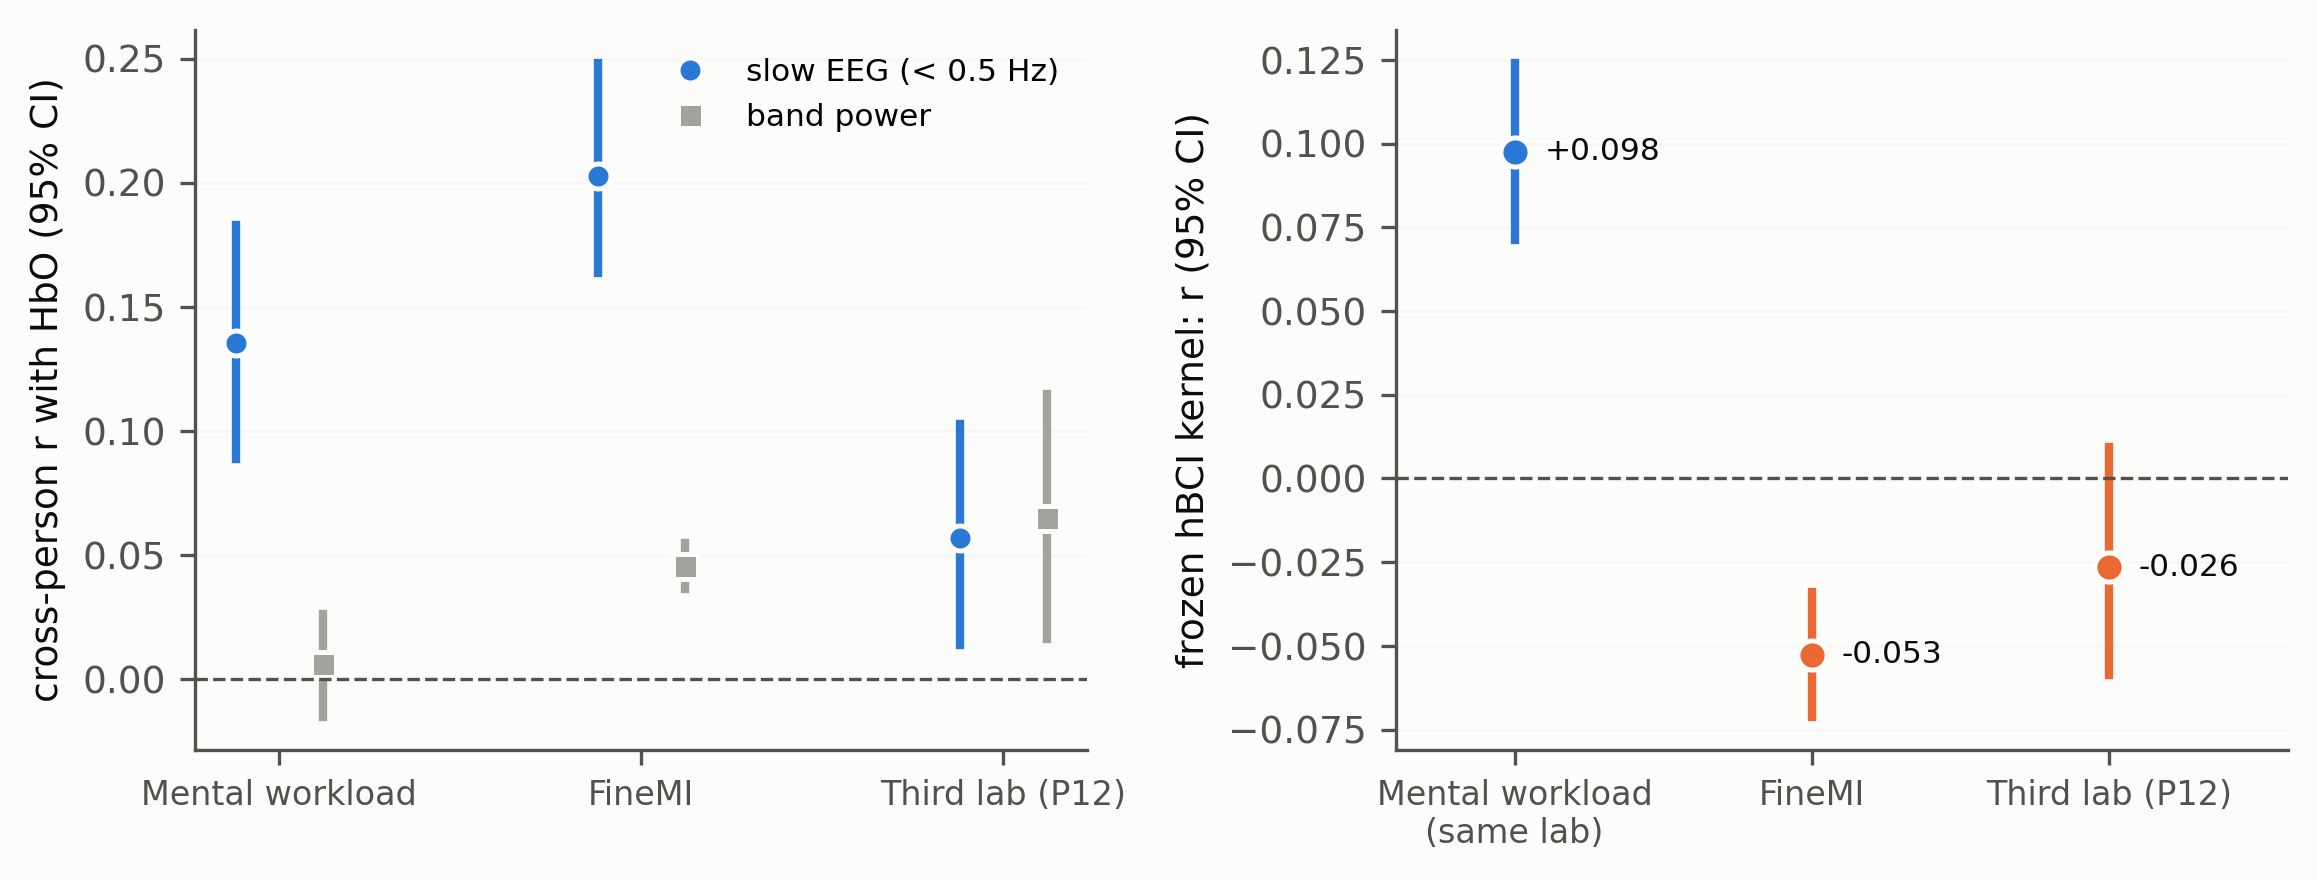 cross-person r with HbO (95% CI)
0.25
0.20
0.15
0.10
0.05
0.00
slow EEG (< 0.5 Hz)
band power
Mental workload
FineMI
Third lab (P12)
frozen hBCI kernel: r (95% CI)
0.125
0.100
0.075
0.050
0.025
0.000
−0.025
−0.050
−0.075
+0.098
-0.053
-0.026
Mental workload
(same lab)
FineMI
Third lab (P12)